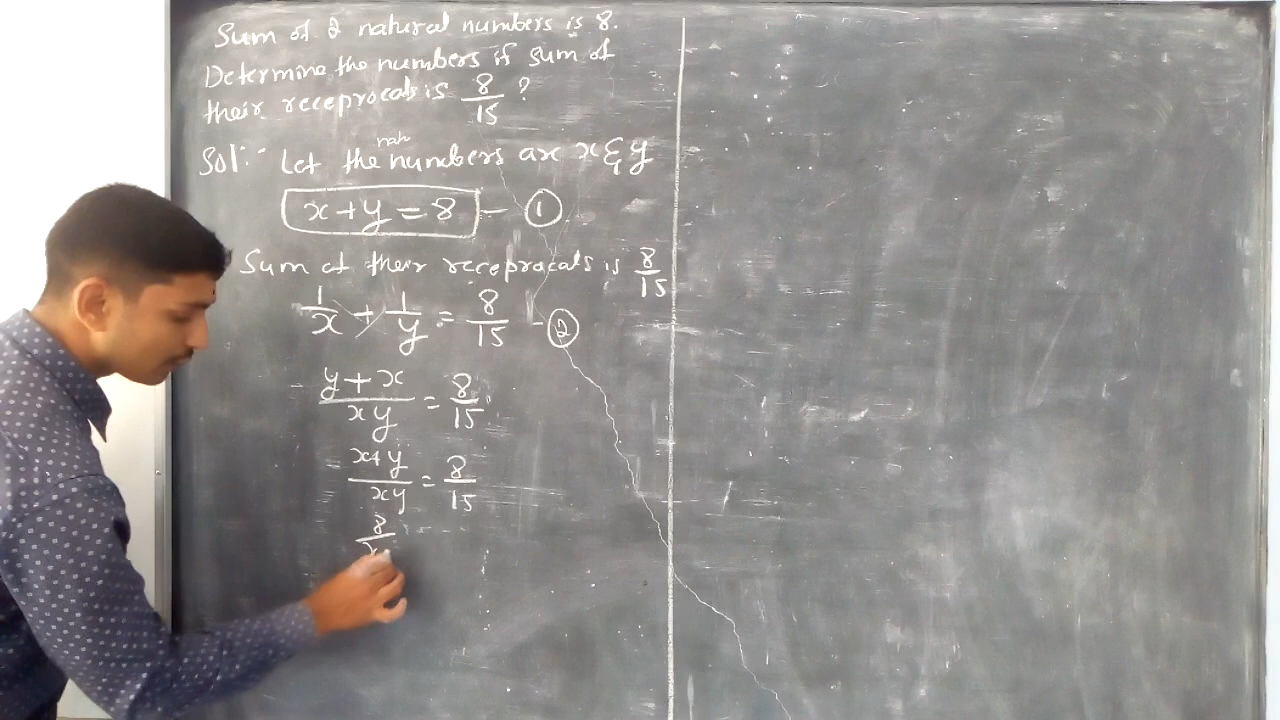 Sum of 2 natural numbers is 8.
Determine the numbers if sum of
their receprocals is 8/15 ?
Sol:- Let the nah numbers are x & y
x+y = 8 - ①
Sum of their receprocals is 8/15
1/x + 1/y = 8/15 - ②
y+x/xy = 8/15
x+y/xy = 8/15
8/x